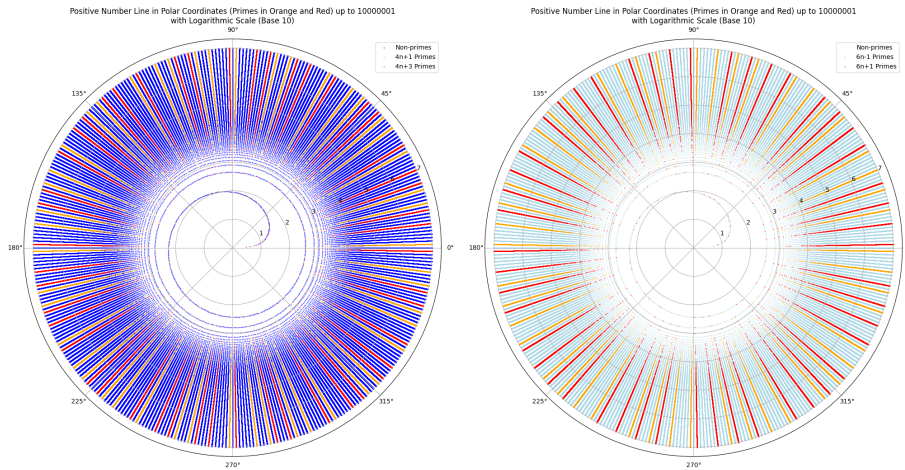 Positive Number Line in Polar Coordinates (Primes in Orange and Red) up to 10000001
with Logarithmic Scale (Base 10)
90°
Non-primes
4n+1 Primes
4n+3 Primes
135°
45°
7
4
3
2
1
180°
0°
225°
315°
270°
Positive Number Line in Polar Coordinates (Primes in Orange and Red) up to 10000001
with Logarithmic Scale (Base 10)
90°
Non-primes
6n-1 Primes
6n+1 Primes
135°
45°
7
6
5
4
3
2
1
180°
0°
225°
315°
270°